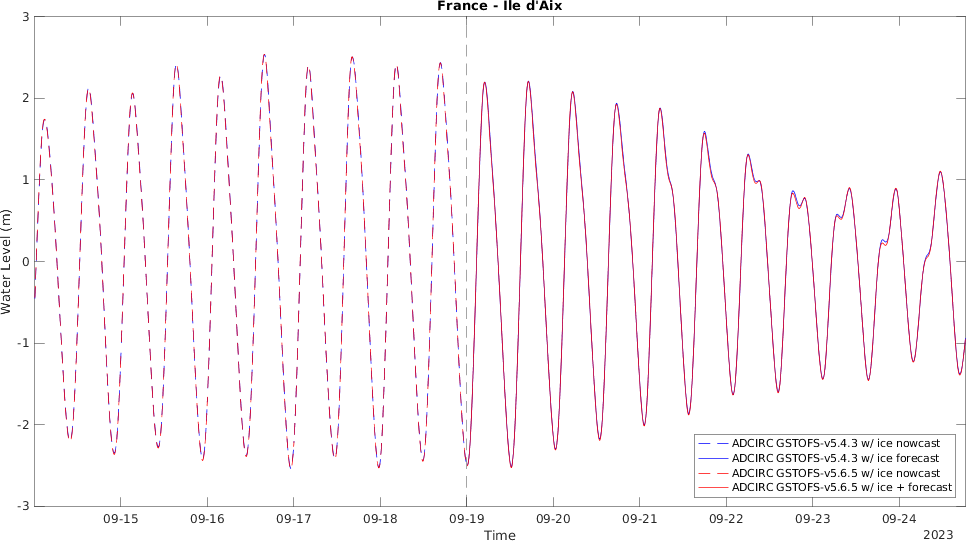 France - Ile d'Aix
3
2
1
0
-1
-2
-3
Water Level (m)
09-15 09-16 09-17 09-18 09-19 09-20 09-21 09-22 09-23 09-24
Time
2023
ADCIRC GSTOFS-v5.4.3 w/ ice nowcast
ADCIRC GSTOFS-v5.4.3 w/ ice forecast
ADCIRC GSTOFS-v5.6.5 w/ ice nowcast
ADCIRC GSTOFS-v5.6.5 w/ ice + forecast